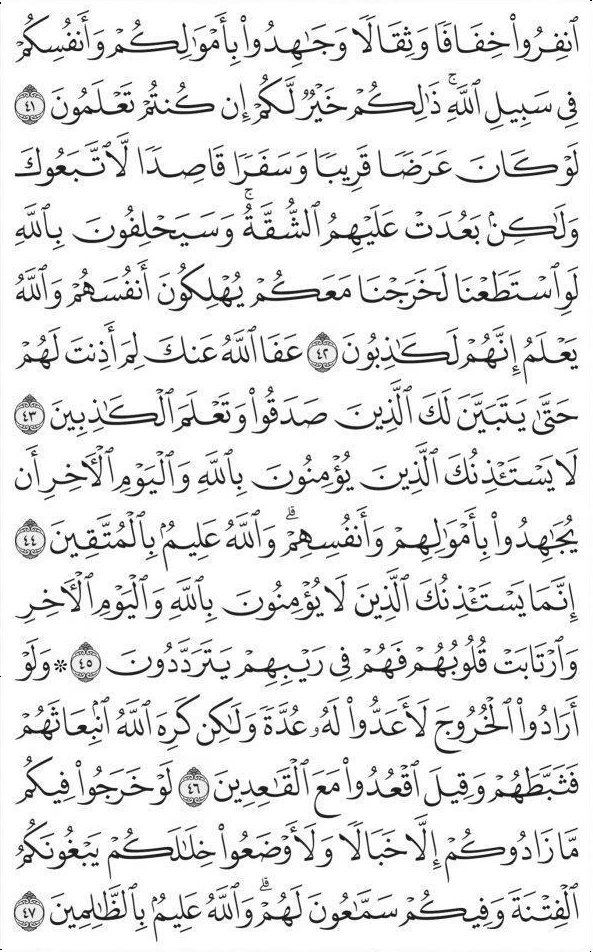 ٱنفِرُوا۟ خِفَافًا وَثِقَالًا وَجَـٰهِدُوا۟ بِأَمْوَٰلِكُمْ وَأَنفُسِكُمْ
فِى سَبِيلِ ٱللَّهِ ۚ ذَٰلِكُمْ خَيْرٌ لَّكُمْ إِن كُنتُمْ تَعْلَمُونَ ٤١
لَوْ كَانَ عَرَضًا قَرِيبًا وَسَفَرًا قَاصِدًا لَّٱتَّبَعُوكَ
وَلَـٰكِنۢ بَعُدَتْ عَلَيْهِمُ ٱلشُّقَّةُ ۚ وَسَيَحْلِفُونَ بِٱللَّهِ
لَوِ ٱسْتَطَعْنَا لَخَرَجْنَا مَعَكُمْ يُهْلِكُونَ أَنفُسَهُمْ وَٱللَّهُ
يَعْلَمُ إِنَّهُمْ لَكَـٰذِبُونَ ٤٢ عَفَا ٱللَّهُ عَنكَ لِمَ أَذِنتَ لَهُمْ
حَتَّىٰ يَتَبَيَّنَ لَكَ ٱلَّذِينَ صَدَقُوا۟ وَتَعْلَمَ ٱلْكَـٰذِبِينَ ٤٣
لَا يَسْتَـْٔذِنُكَ ٱلَّذِينَ يُؤْمِنُونَ بِٱللَّهِ وَٱلْيَوْمِ ٱلْـَٔاخِرِ أَن
يُجَـٰهِدُوا۟ بِأَمْوَٰلِهِمْ وَأَنفُسِهِمْ ۗ وَٱللَّهُ عَلِيمٌۢ بِٱلْمُتَّقِينَ ٤٤
إِنَّمَا يَسْتَـْٔذِنُكَ ٱلَّذِينَ لَا يُؤْمِنُونَ بِٱللَّهِ وَٱلْيَوْمِ ٱلْـَٔاخِرِ
وَٱرْتَابَتْ قُلُوبُهُمْ فَهُمْ فِى رَيْبِهِمْ يَتَرَدَّدُونَ ٤٥ * وَلَوْ
أَرَادُوا۟ ٱلْخُرُوجَ لَأَعَدُّوا۟ لَهُۥ عُدَّةً وَلَـٰكِن كَرِهَ ٱللَّهُ ٱنۢبِعَاثَهُمْ
فَثَبَّطَهُمْ وَقِيلَ ٱقْعُدُوا۟ مَعَ ٱلْقَـٰعِدِينَ ٤٦ لَوْ خَرَجُوا۟ فِيكُم
مَّا زَادُوكُمْ إِلَّا خَبَالًا وَلَأَوْضَعُوا۟ خِلَـٰلَكُمْ يَبْغُونَكُمُ
ٱلْفِتْنَةَ وَفِيكُمْ سَمَّـٰعُونَ لَهُمْ ۗ وَٱللَّهُ عَلِيمٌۢ بِٱلظَّـٰلِمِينَ ٤٧